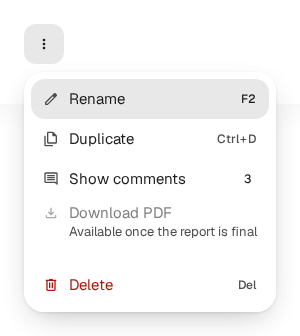 Rename F2
Duplicate Ctrl+D
Show comments 3
Download PDF
Available once the report is final
Delete Del